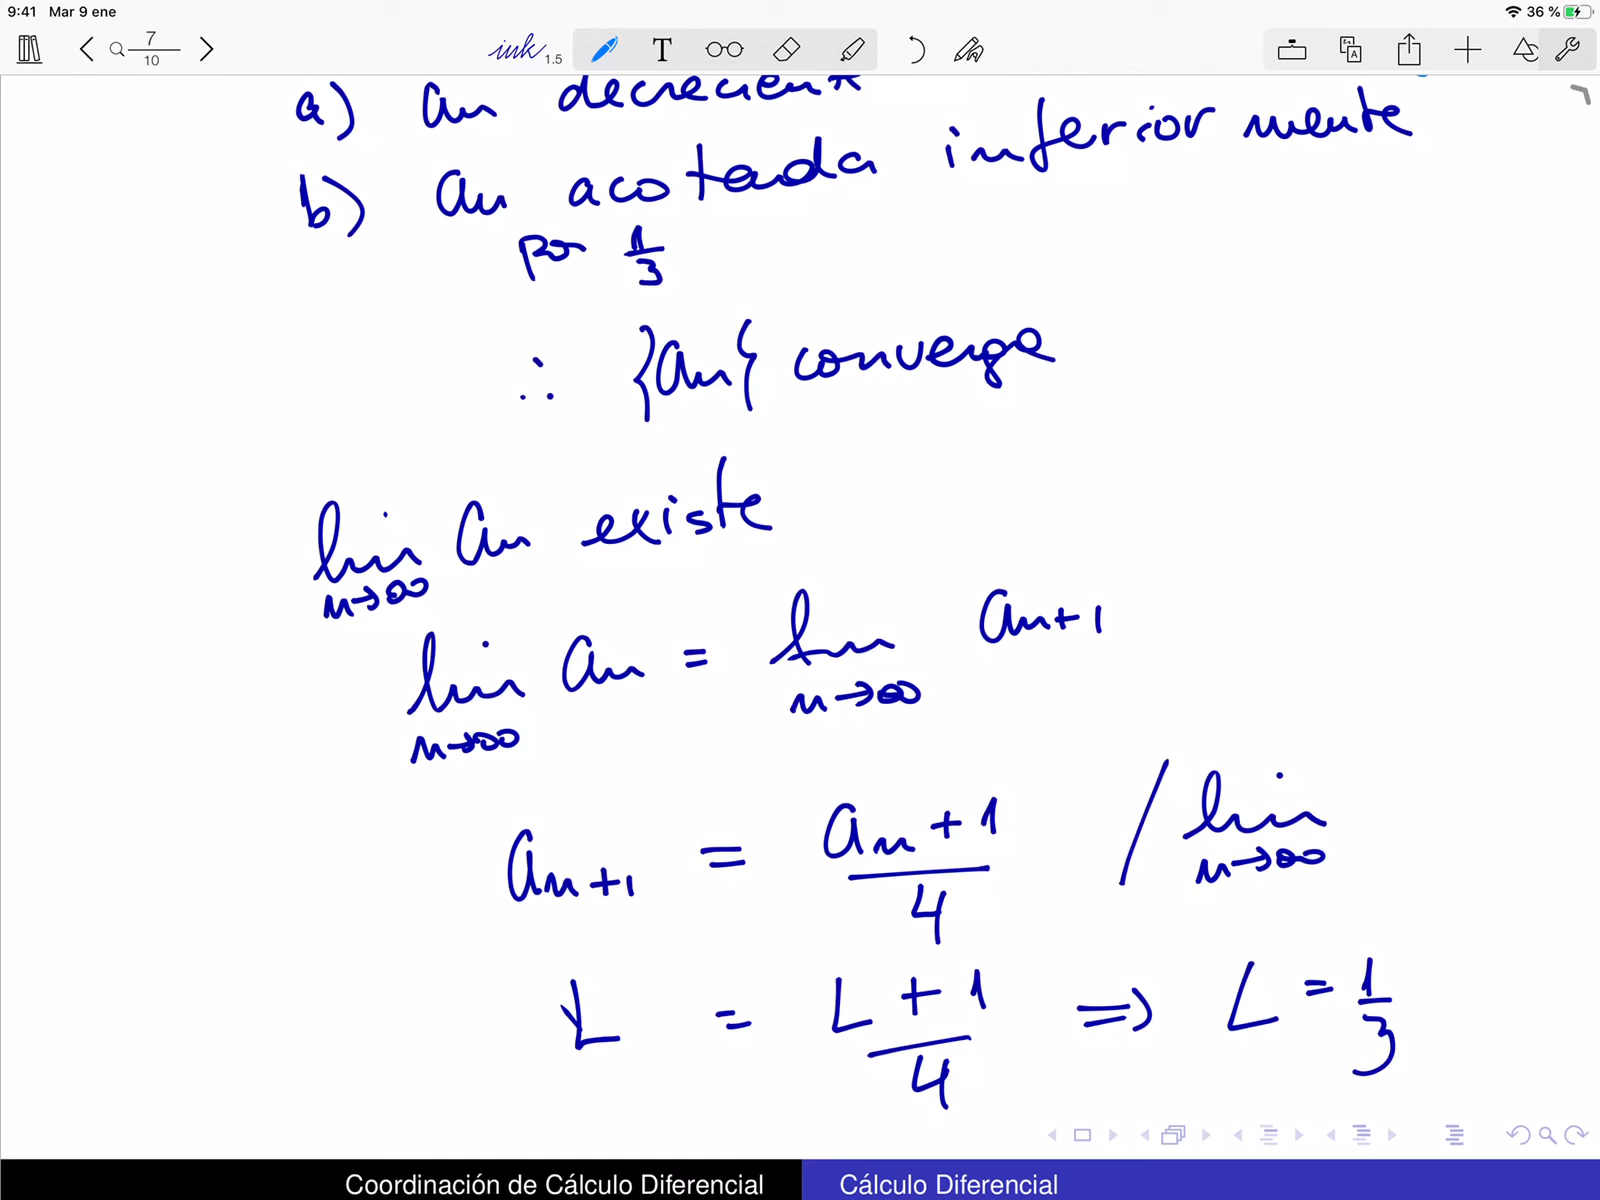 9:41 Mar 9 ene 36 %
7
10
ink 1.5 T
a) an decreciente
b) an acotada inferiormente
por 1/3
∴ {an} converge
lim an existe
n→∞
lim an = lim an+1
n→∞ n→∞
an+1 = an + 1 / lim
4 n→∞
L = L + 1 ⇒ L = 1/3
4
Coordinación de Cálculo Diferencial Cálculo Diferencial